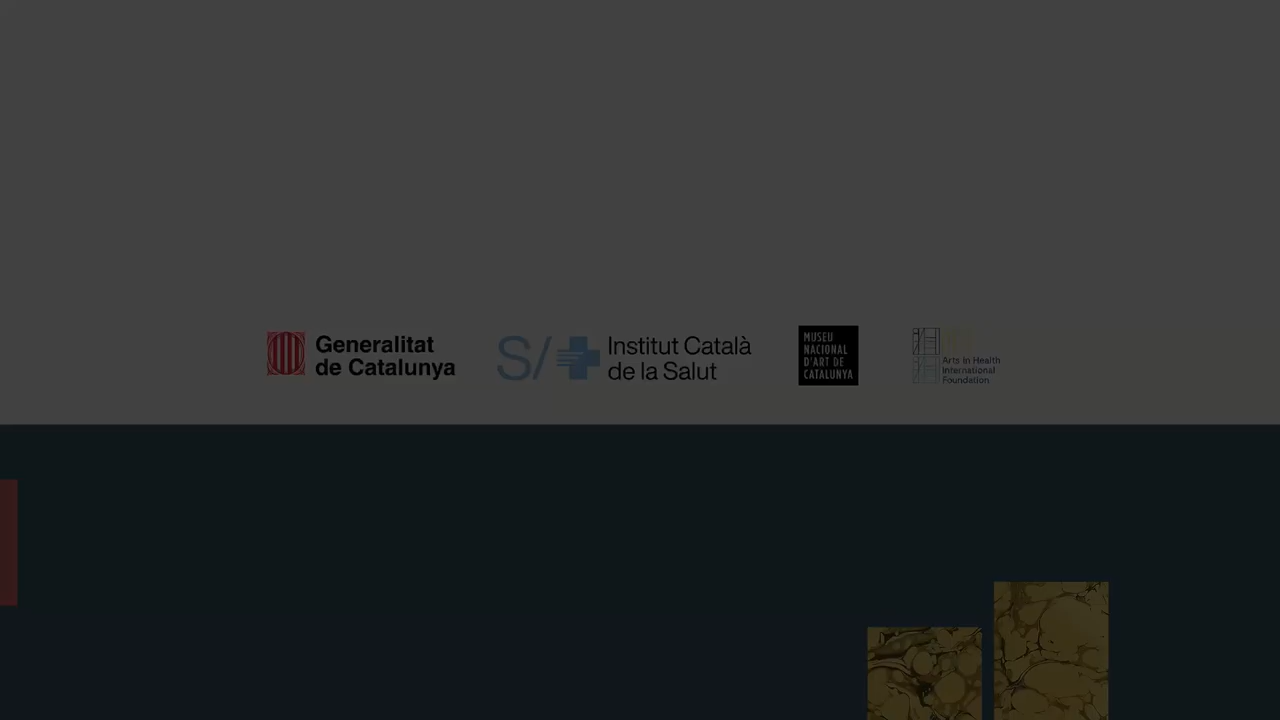 Generalitat
de Catalunya
S/
Institut Català
de la Salut
MUSEU
NACIONAL
D'ART DE
CATALUNYA
Arts in Health
International
Foundation